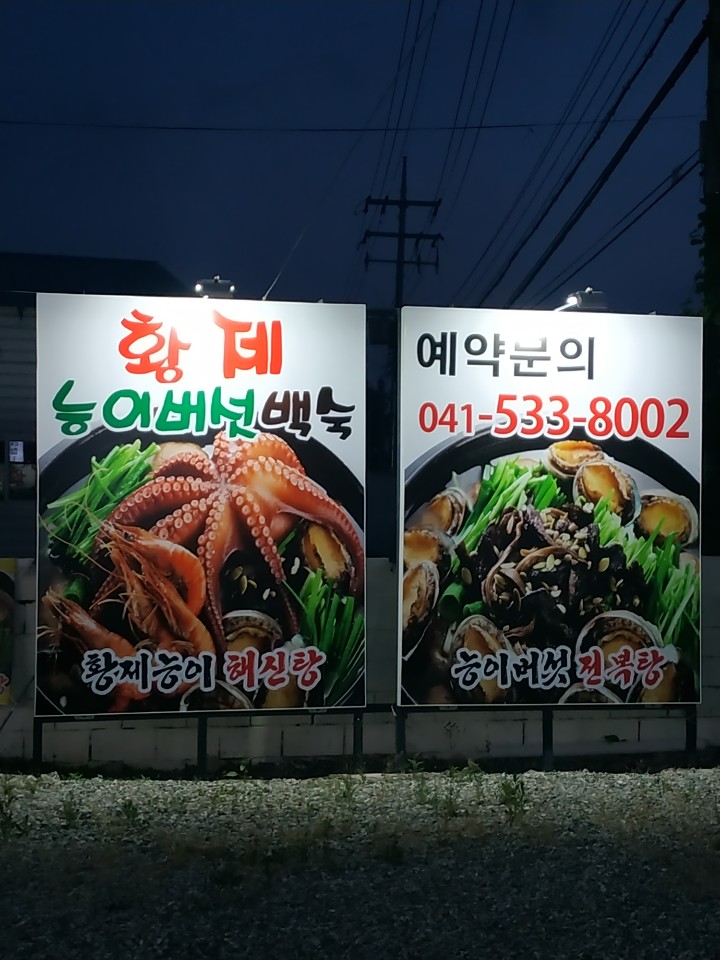 황제
능이버섯백숙
황제능이 해신탕
예약문의
041-533-8002
능이버섯 전복탕